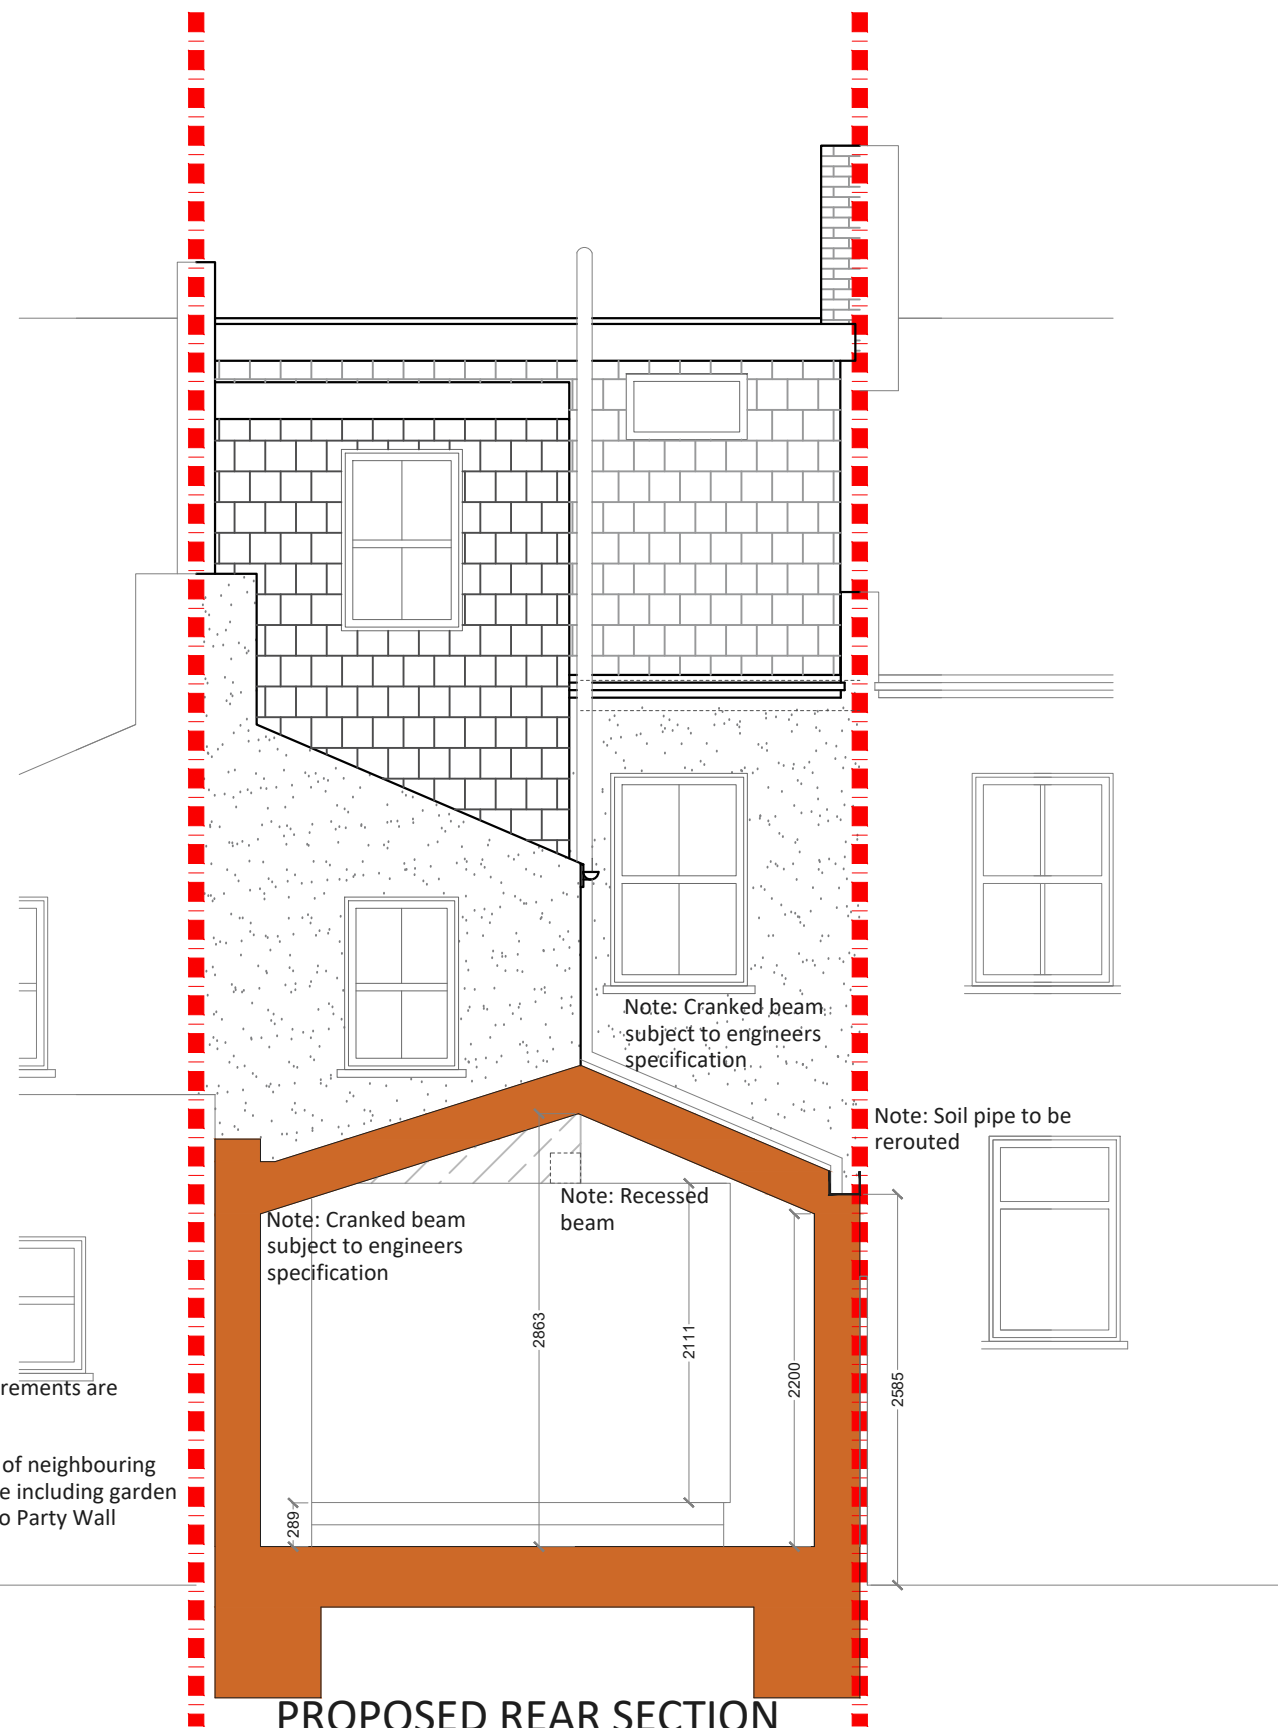 Note: Cranked beam
subject to engineers
specification
Note: Soil pipe to be
rerouted
Note: Recessed
beam
Note: Cranked beam
subject to engineers
specification
2863
2111
2200
2585
289
rements are
of neighbouring
e including garden
o Party Wall
PROPOSED REAR SECTION